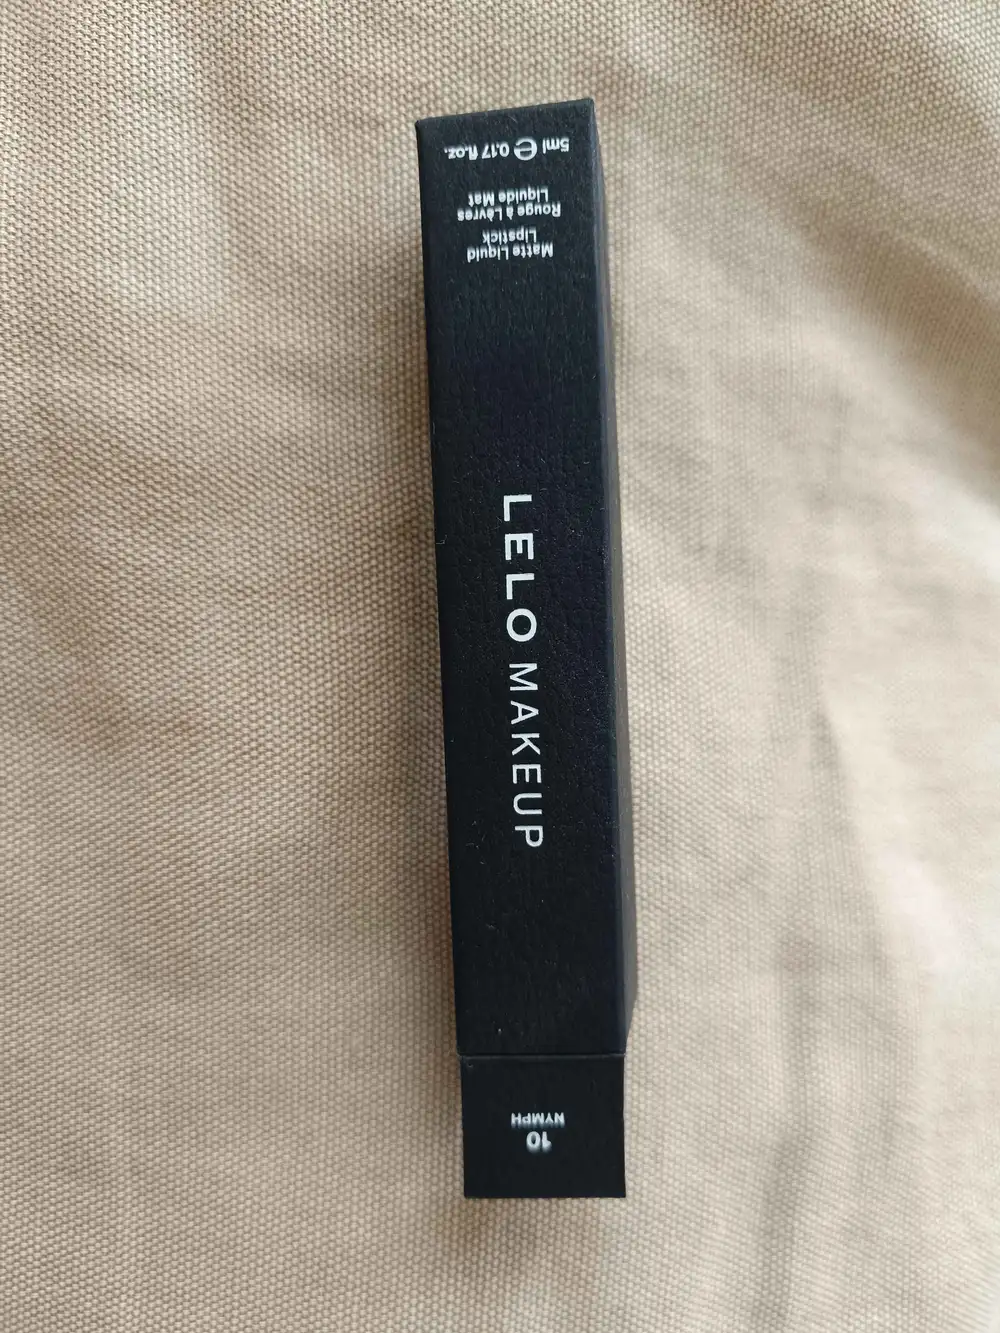 10
NYMPH
LELO MAKEUP
Matte Liquid
Lipstick
Rouge à Lèvres
Liquide Mat
5ml e 0.17 fl.oz.